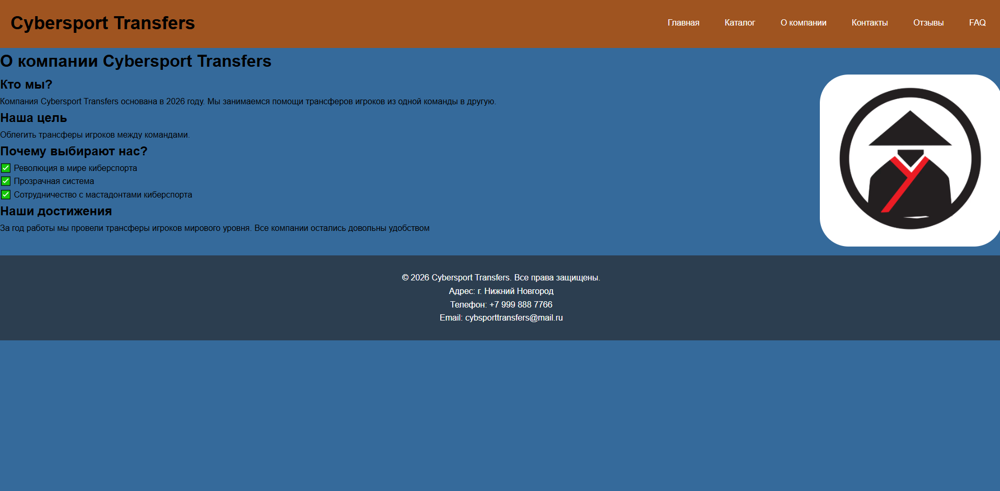 Cybersport Transfers
Главная Каталог О компании Контакты Отзывы FAQ
О компании Cybersport Transfers
Кто мы?
Компания Cybersport Transfers основана в 2026 году. Мы занимаемся помощи трансферов игроков из одной команды в другую.
Наша цель
Облегить трансферы игроков между командами.
Почему выбирают нас?
✅ Революция в мире киберспорта
✅ Прозрачная система
✅ Сотрудничество с мастадонтами киберспорта
Наши достижения
За год работы мы провели трансферы игроков мирового уровня. Все компании остались довольны удобством
© 2026 Cybersport Transfers. Все права защищены.
Адрес: г. Нижний Новгород
Телефон: +7 999 888 7766
Email: cybsporttransfers@mail.ru